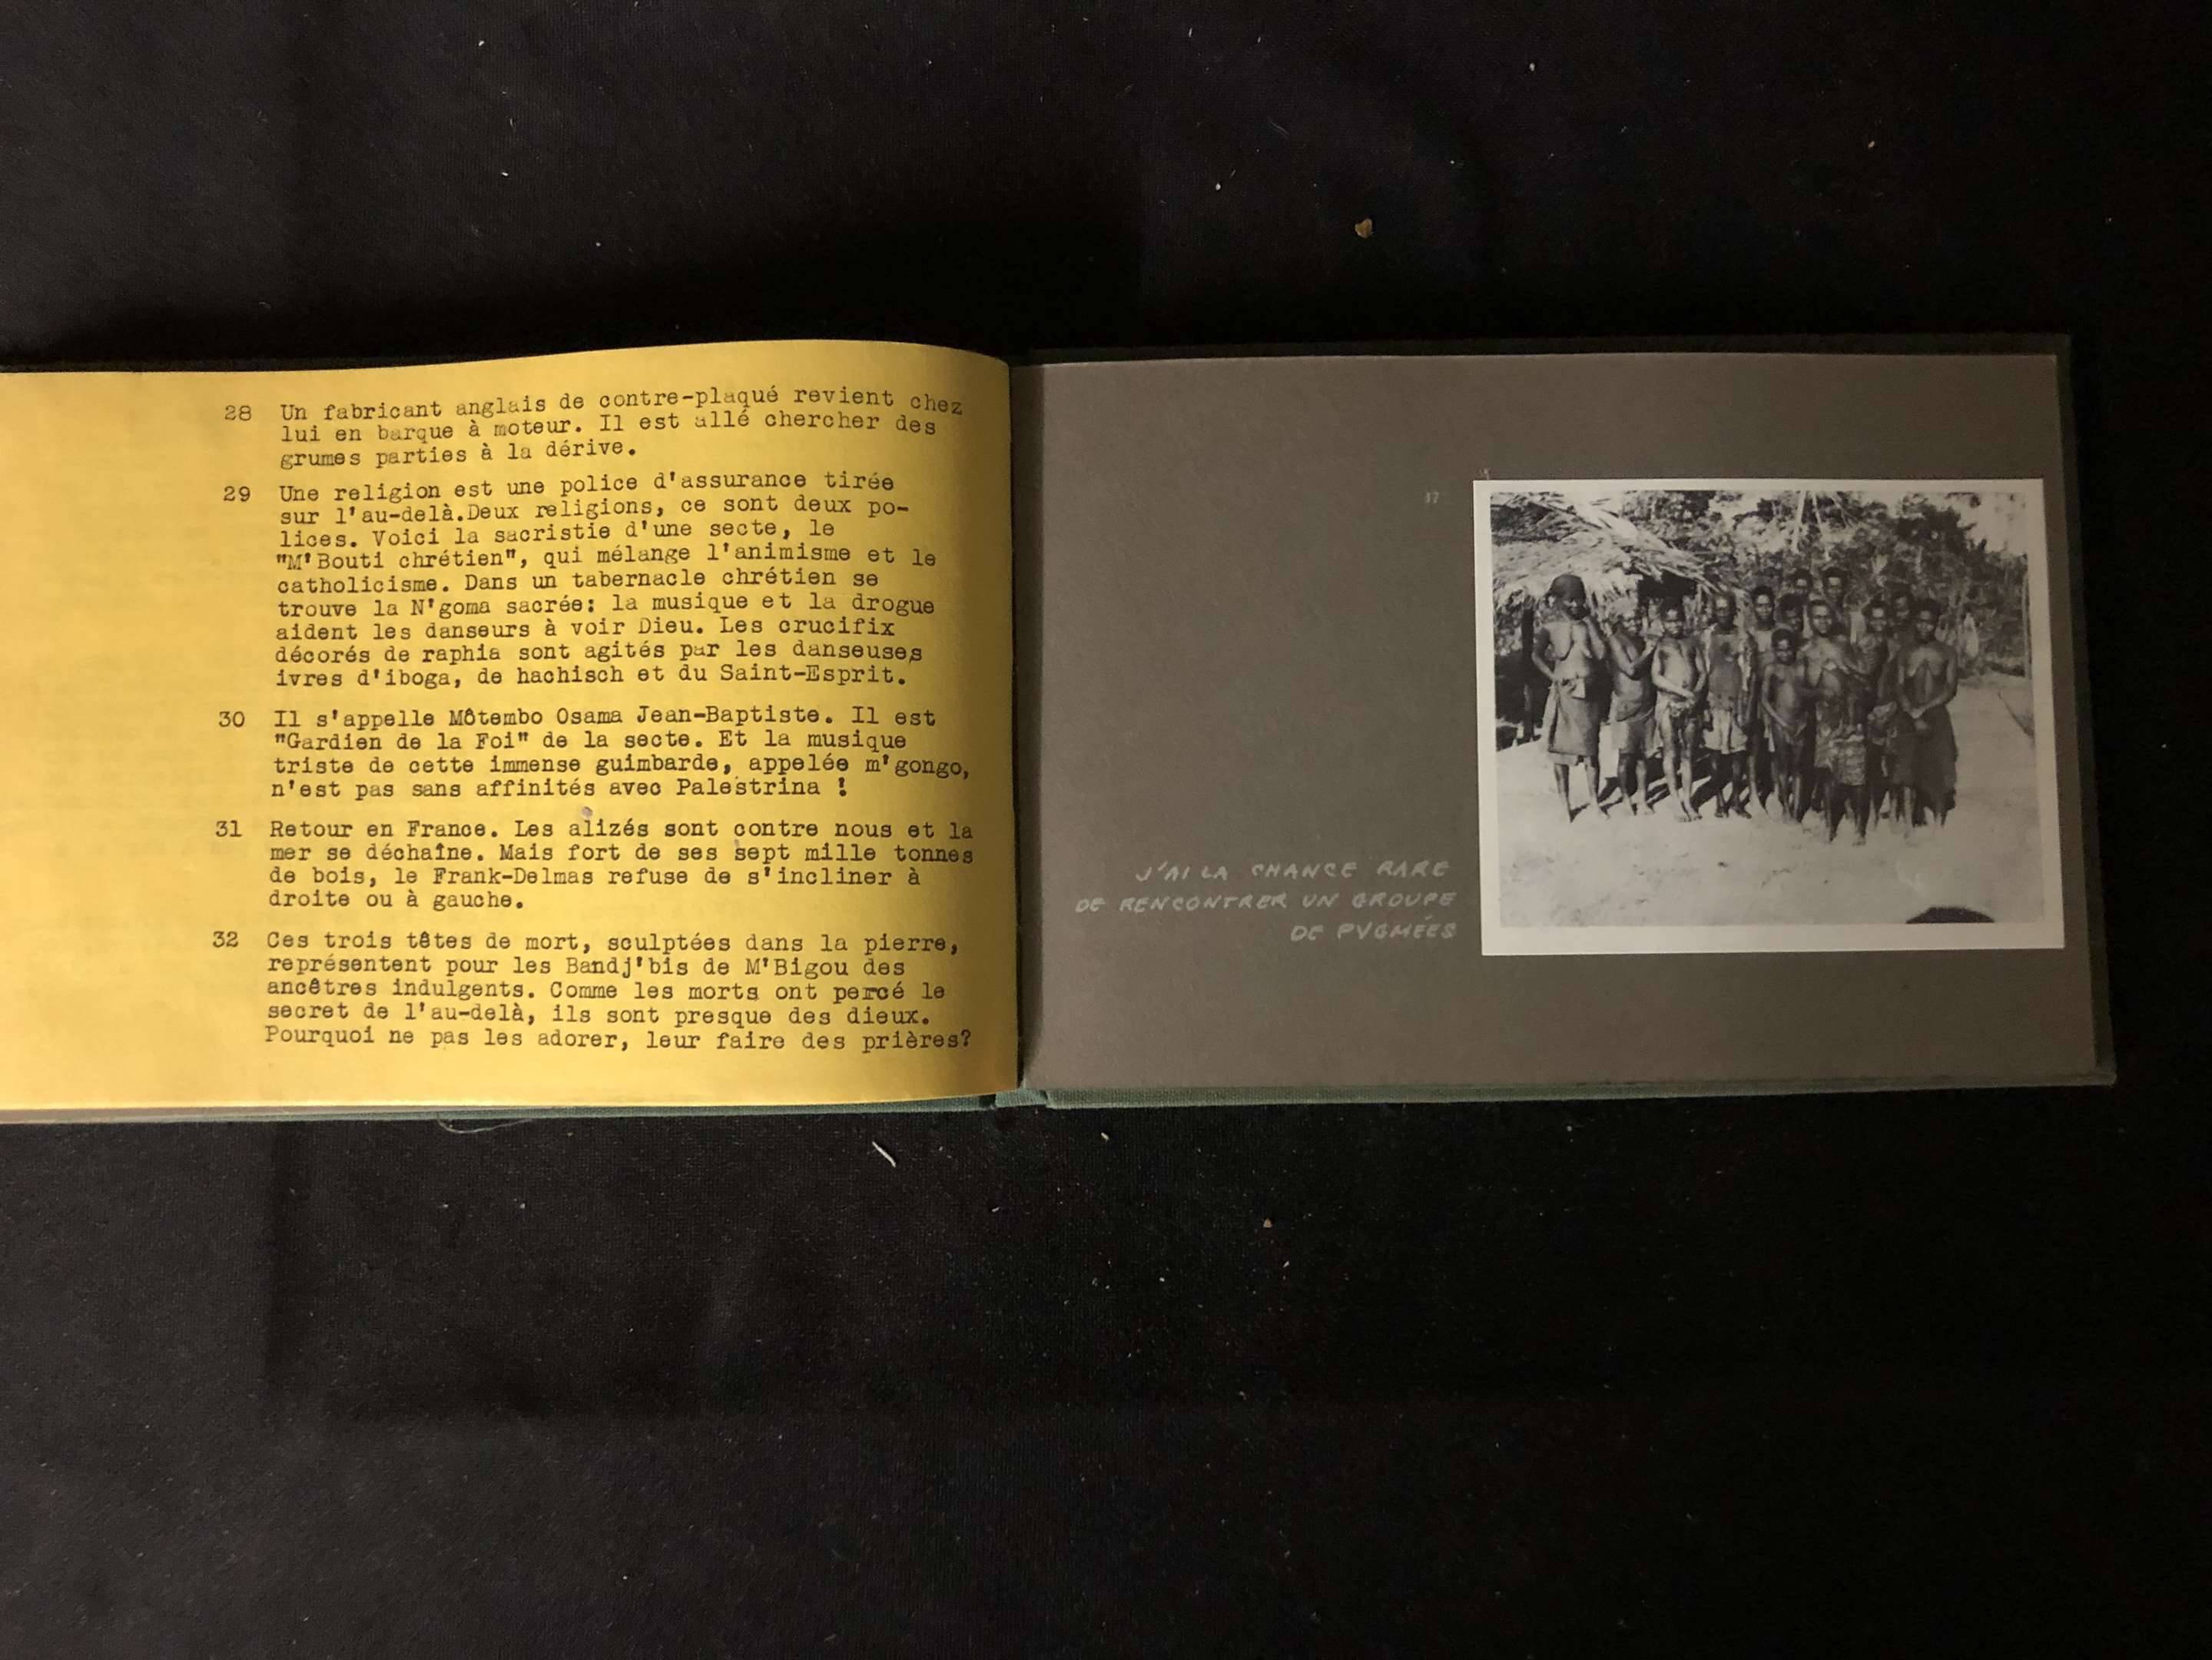 28 Un fabricant anglais de contre-plaqué revient chez
lui en barque à moteur. Il est allé chercher des
grumes parties à la dérive.
29 Une religion est une police d'assurance tirée
sur l'au-delà.Deux religions, ce sont deux po-
lices. Voici la sacristie d'une secte, le
"M'Bouti chrétien", qui mélange l'animisme et le
catholicisme. Dans un tabernacle chrétien se
trouve la N'goma sacrée: la musique et la drogue
aident les danseurs à voir Dieu. Les crucifix
décorés de raphia sont agités par les danseuses
ivres d'iboga, de hachisch et du Saint-Esprit.
30 Il s'appelle Môtembo Osama Jean-Baptiste. Il est
"Gardien de la Foi" de la secte. Et la musique
triste de cette immense guimbarde, appelée m'gongo,
n'est pas sans affinités avec Palestrina !
31 Retour en France. Les alizés sont contre nous et la
mer se déchaîne. Mais fort de ses sept mille tonnes
de bois, le Frank-Delmas refuse de s'incliner à
droite ou à gauche.
32 Ces trois têtes de mort, sculptées dans la pierre,
représentent pour les Bandj'bis de M'Bigou des
ancêtres indulgents. Comme les morts ont percé le
secret de l'au-delà, ils sont presque des dieux.
Pourquoi ne pas les adorer, leur faire des prières?
J'AI LA CHANCE RARE
DE RENCONTRER UN GROUPE
DE PYGMÉES